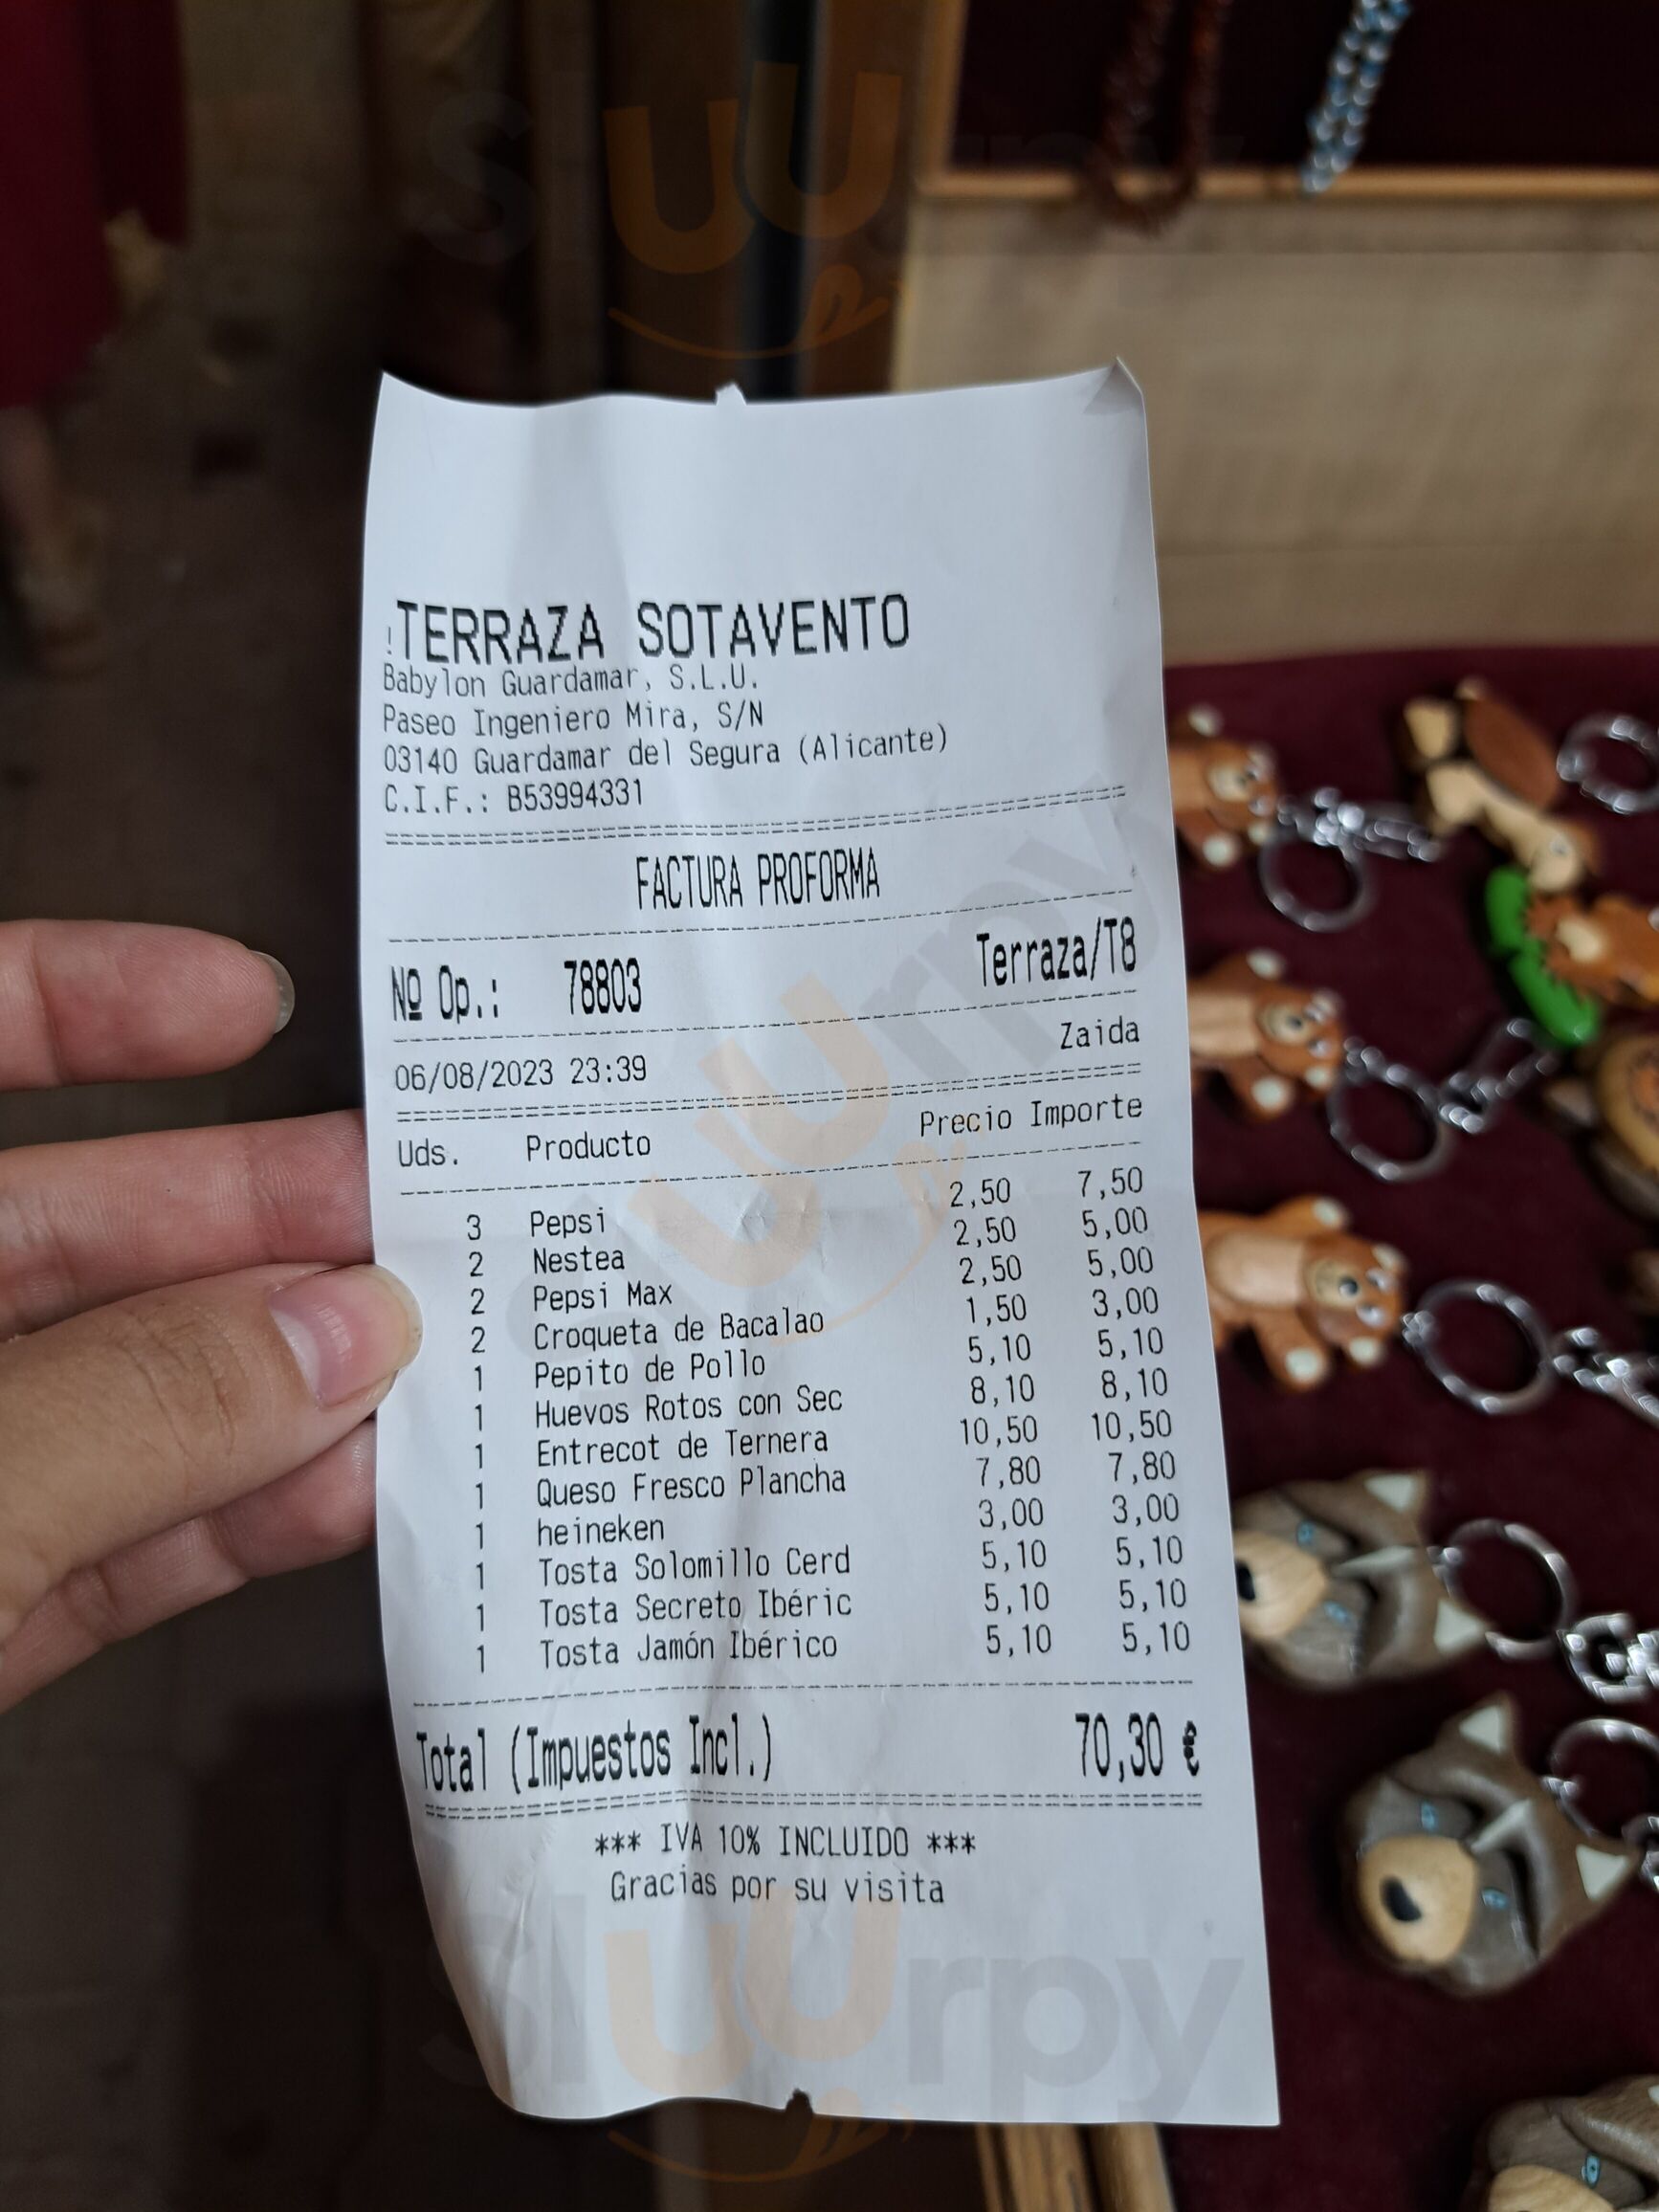 sluurpy
!TERRAZA SOTAVENTO
Babylon Guardamar, S.L.U.
Paseo Ingeniero Mira, S/N
03140 Guardamar del Segura (Alicante)
C.I.F.: B53994331
FACTURA PROFORMA
Nº Op.: 78803 Terraza/T8
06/08/2023 23:39 Zaida
Uds. Producto Precio Importe
3 Pepsi 2,50 7,50
2 Nestea 2,50 5,00
2 Pepsi Max 2,50 5,00
2 Croqueta de Bacalao 1,50 3,00
1 Pepito de Pollo 5,10 5,10
1 Huevos Rotos con Sec 8,10 8,10
1 Entrecot de Ternera 10,50 10,50
1 Queso Fresco Plancha 7,80 7,80
1 heineken 3,00 3,00
1 Tosta Solomillo Cerd 5,10 5,10
1 Tosta Secreto Ibéric 5,10 5,10
1 Tosta Jamón Ibérico 5,10 5,10
Total (Impuestos Incl.) 70,30 €
*** IVA 10% INCLUIDO ***
Gracias por su visita
sluurpy